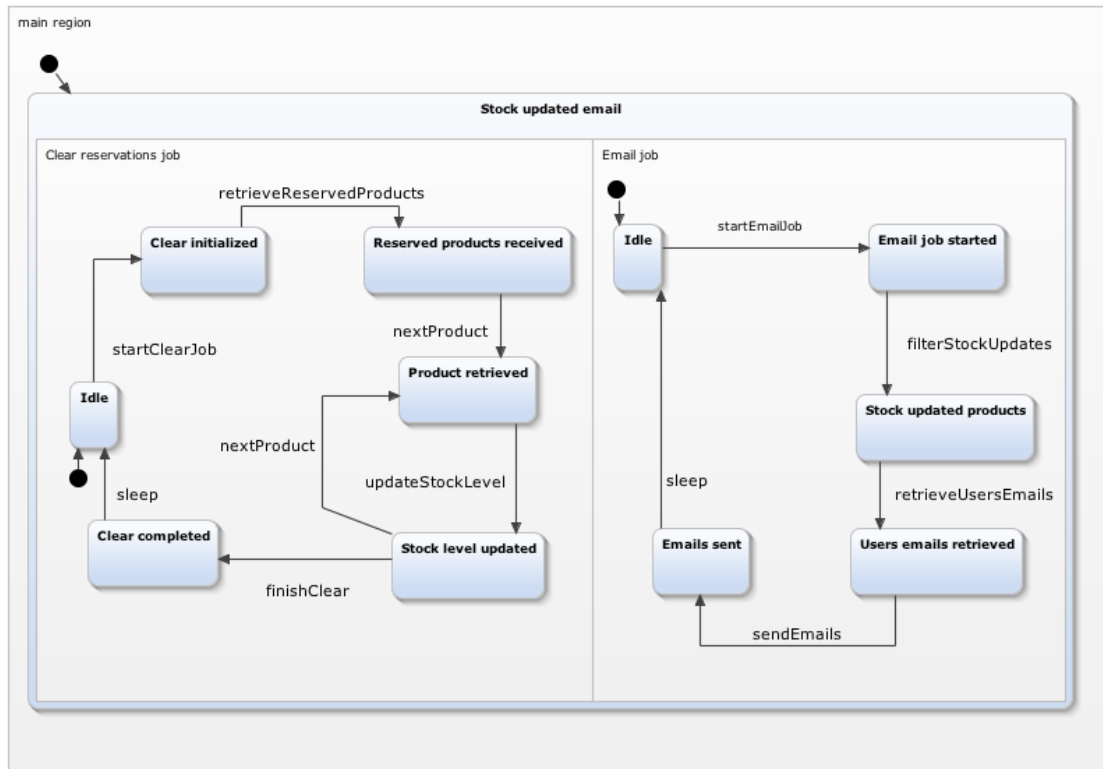 main region
Stock updated email
Clear reservations job
retrieveReservedProducts
Clear initialized
Reserved products received
startClearJob
nextProduct
Product retrieved
Idle
nextProduct
updateStockLevel
sleep
Clear completed
Stock level updated
finishClear
Email job
Idle
startEmailJob
Email job started
filterStockUpdates
Stock updated products
sleep
retrieveUsersEmails
Emails sent
Users emails retrieved
sendEmails